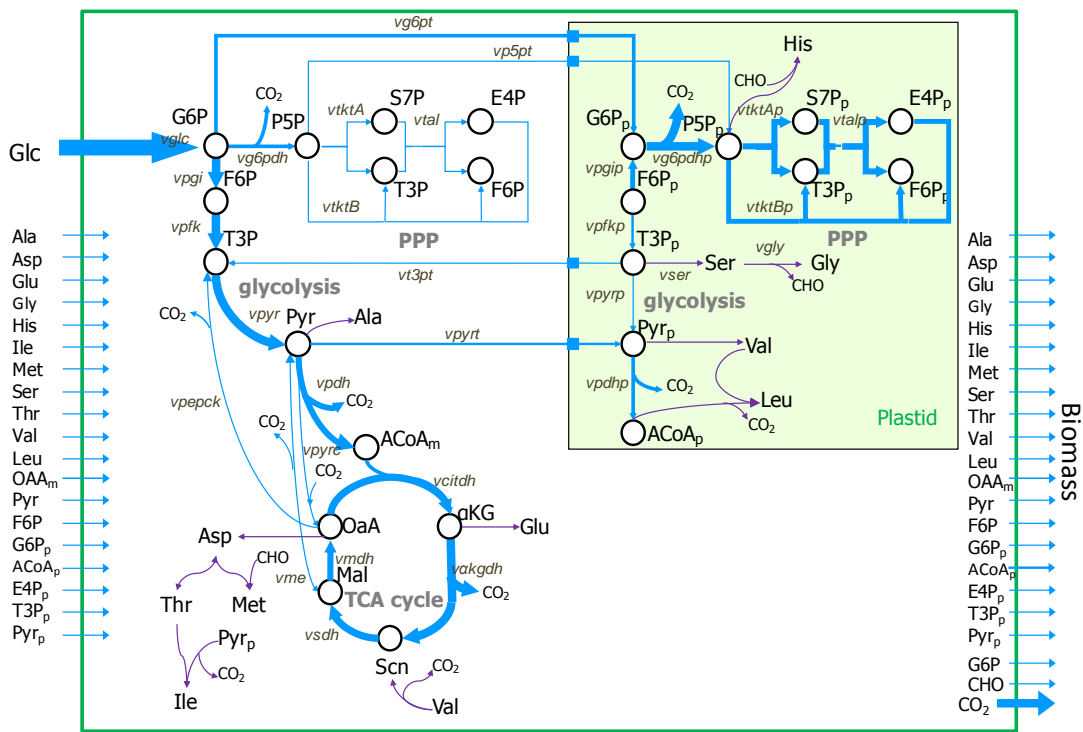 vg6pt
vp5pt
His
CHO
CO2
G6P
P5P
S7P
E4P
vtktA
vtal
vglc
vg6pdh
Glc
vpgi
F6P
T3P
F6P
vtktB
PPP
vpfk
T3P
CO2
G6Pp
P5Pp
S7Pp
E4Pp
vtktAp
vtalp
vg6pdhp
vpgip
F6Pp
T3Pp
F6Pp
vtktBp
PPP
vpfkp
T3Pp
vser
Ser
vgly
Gly
CHO
vt3pt
glycolysis
vpyr
Pyr
Ala
CO2
vpyrt
vpyrp
glycolysis
Pyrp
Val
vpdhp
CO2
Leu
CO2
ACoAp
Plastid
vpdh
CO2
vpepck
CO2
vpyrc
CO2
ACoAm
vcitdh
OaA
αKG
Glu
Asp
CHO
vme
vmdh
Mal
TCA cycle
vαkgdh
CO2
vsdh
Scn
CO2
Val
Thr
Met
Pyrp
CO2
Ile
Ala
Asp
Glu
Gly
His
Ile
Met
Ser
Thr
Val
Leu
OAAm
Pyr
F6P
G6Pp
ACoAp
E4Pp
T3Pp
Pyrp
Ala
Asp
Glu
Gly
His
Ile
Met
Ser
Thr
Val
Leu
OAAm
Pyr
F6P
G6Pp
ACoAp
E4Pp
T3Pp
Pyrp
G6P
CHO
CO2
Biomass